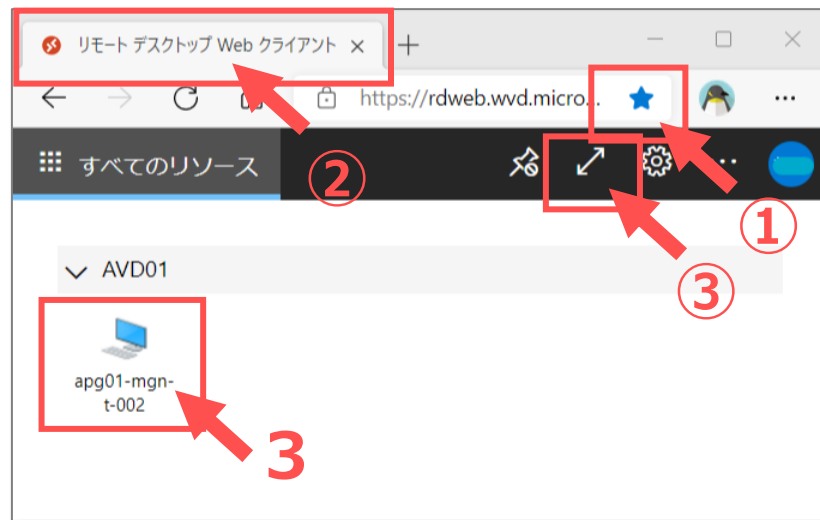 リモート デスクトップ Web クライアント
https://rdweb.wvd.micro...
すべてのリソース
②
①
③
AVD01
apg01-mgn-
t-002
3